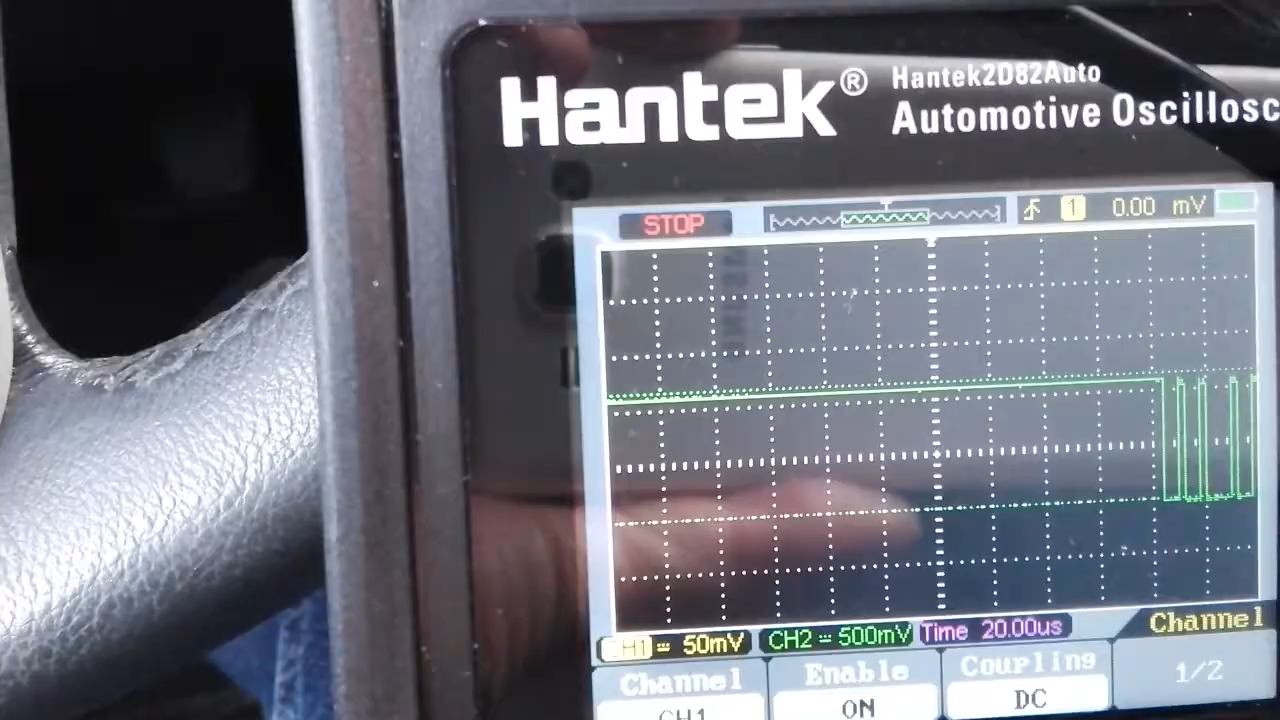 Hantek® Hantek2D82Auto
Automotive Oscillosc
STOP 1 0.00 mV
CH1 = 50mV CH2 = 500mV Time 20.00us Channel
Channel Enable Coupling 1/2
CH1 ON DC